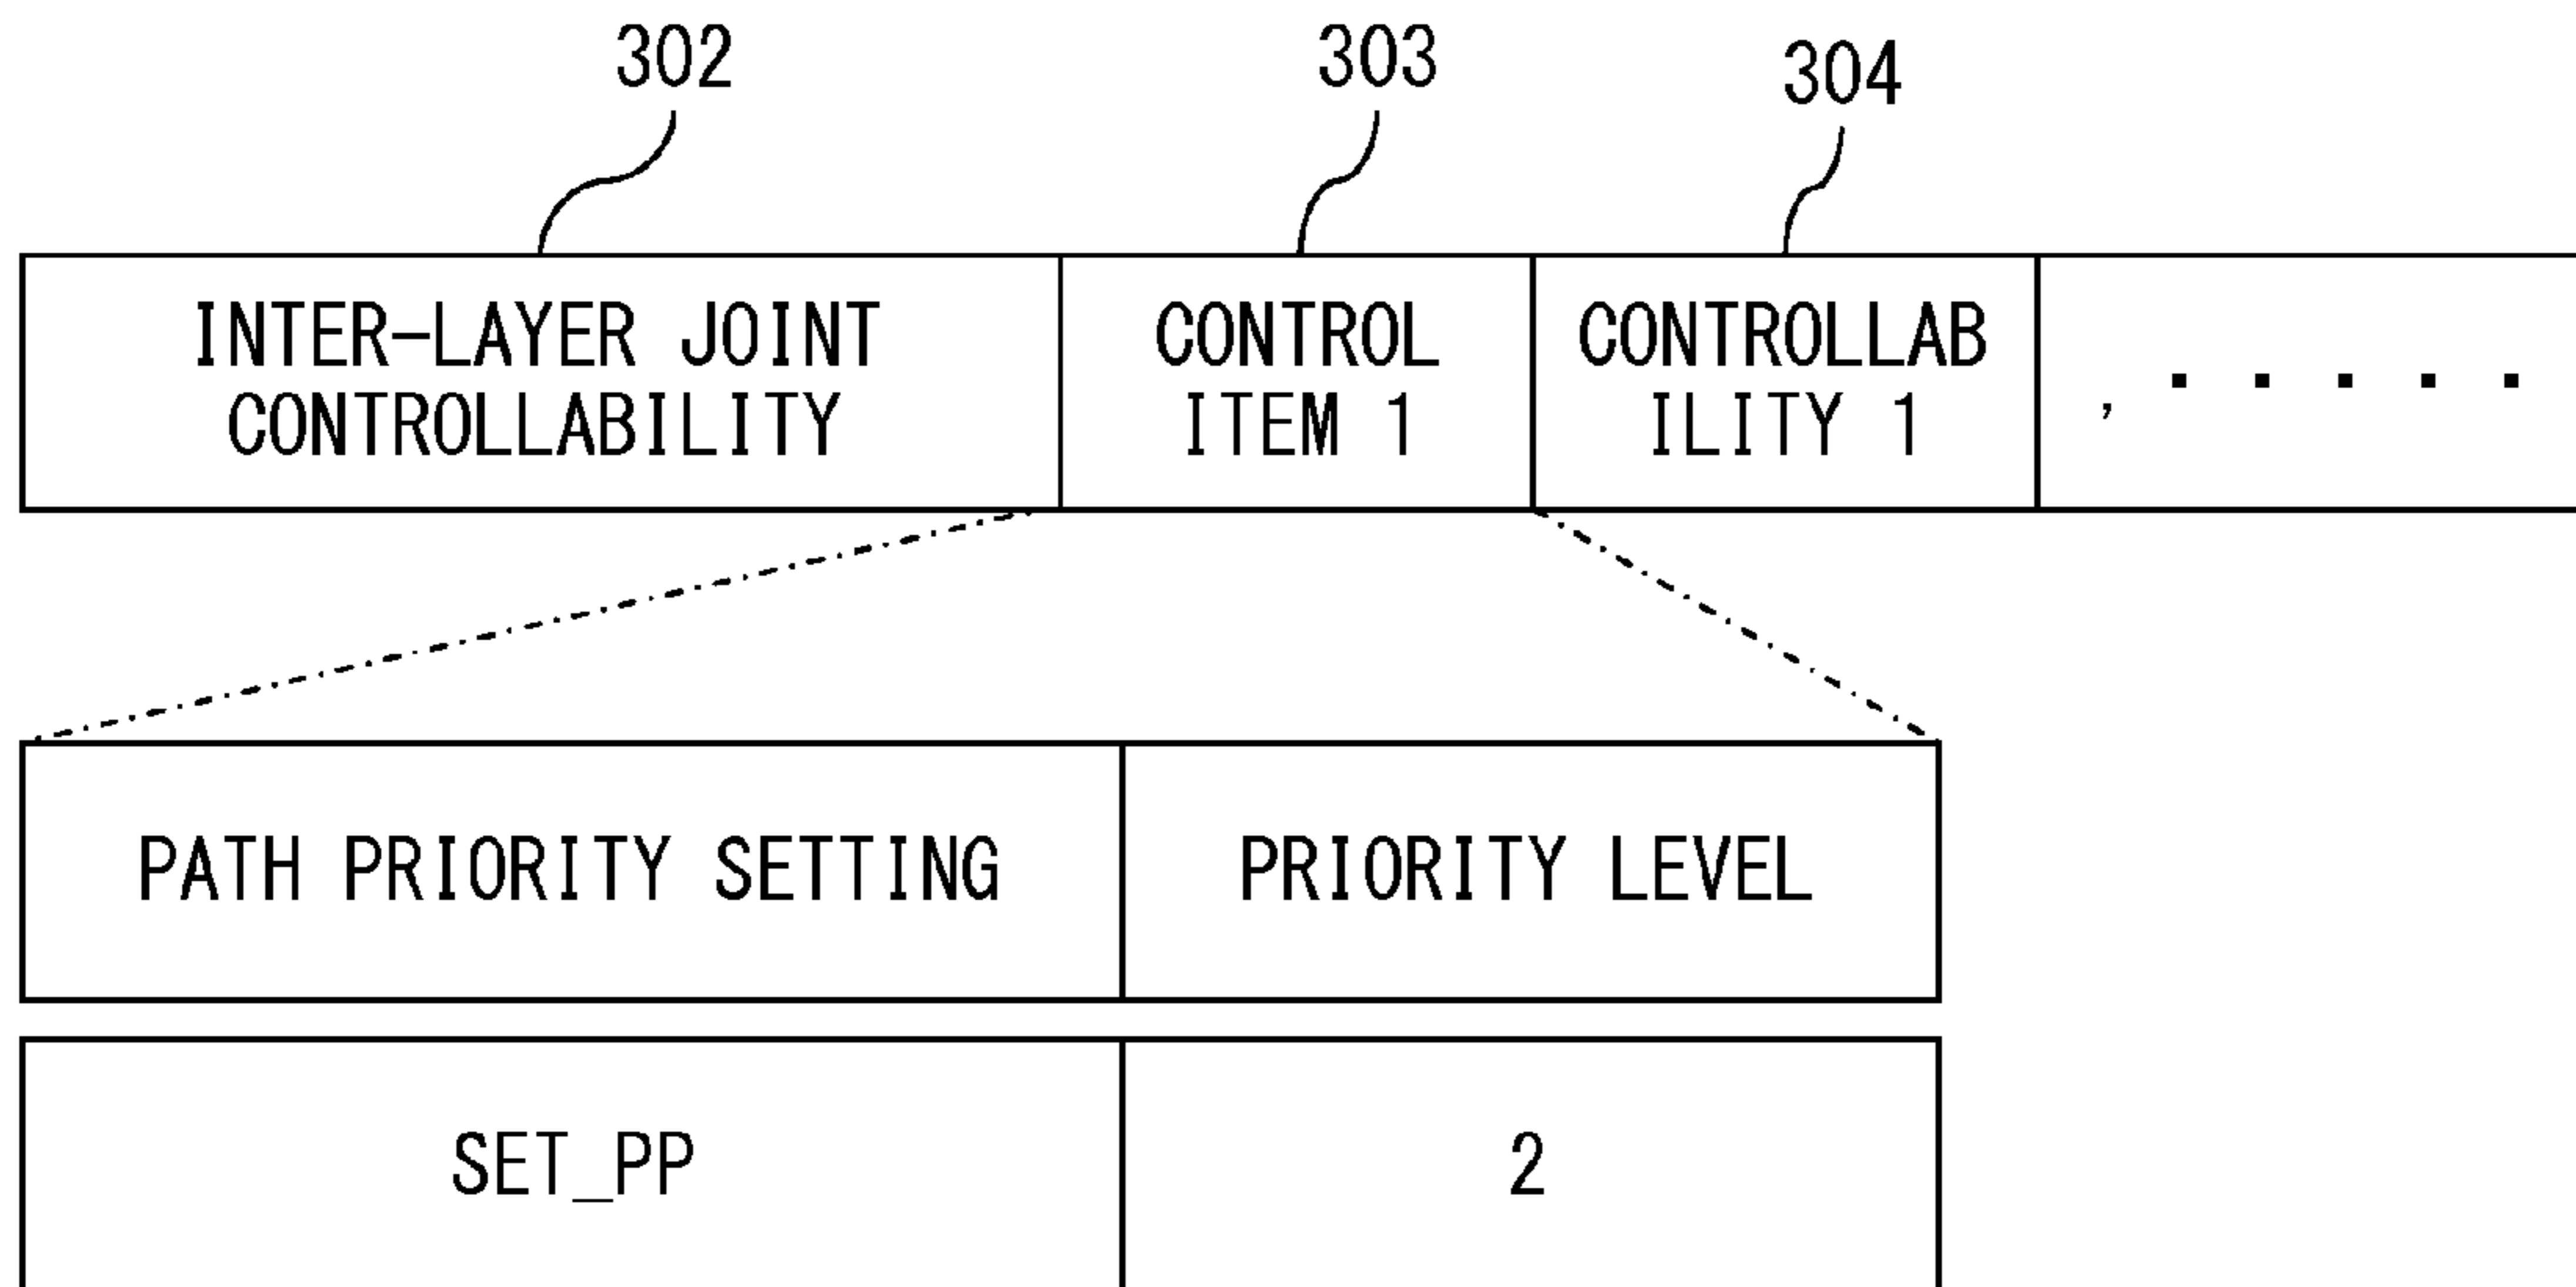 302
303
304
INTER-LAYER JOINT
CONTROLLABILITY
CONTROL
ITEM 1
CONTROLLAB
ILITY 1
, ・・・・・
PATH PRIORITY SETTING
PRIORITY LEVEL
SET_PP
2